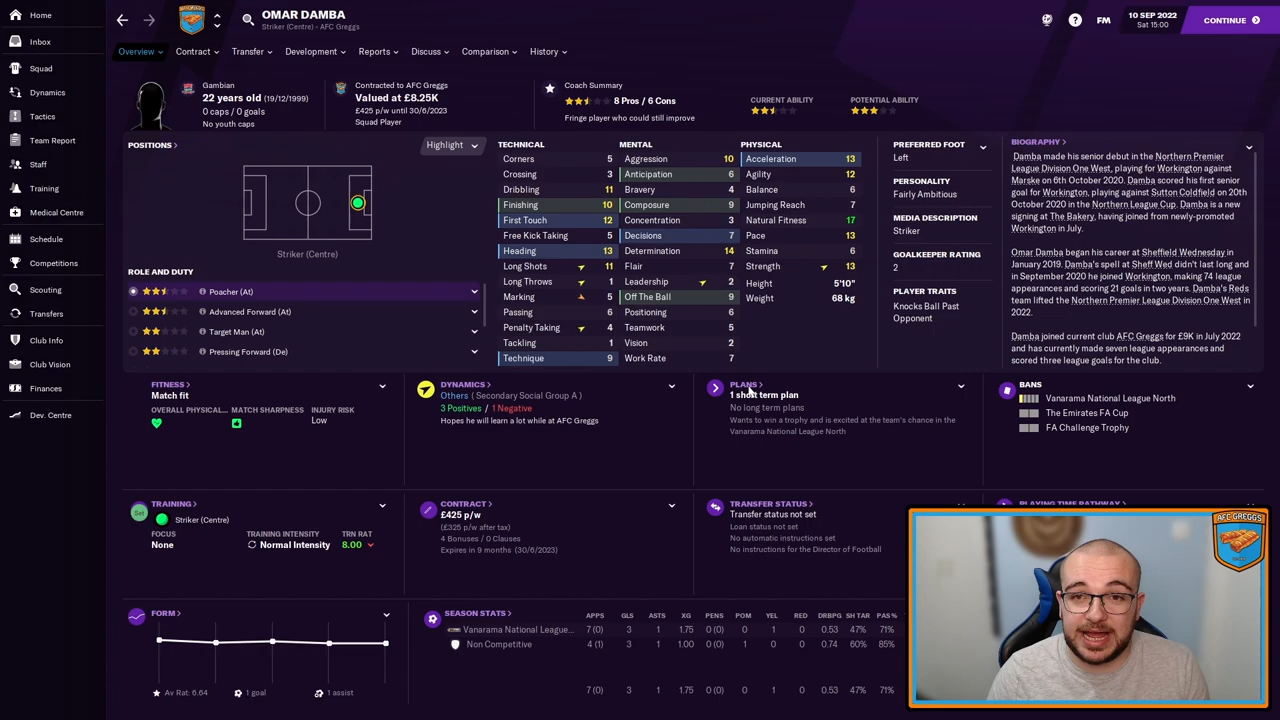 Home
Inbox
Squad
Dynamics
Tactics
Team Report
Staff
Training
Medical Centre
Schedule
Competitions
Scouting
Transfers
Club Info
Club Vision
Finances
Dev. Centre
OMAR DAMBA
Striker (Centre) - AFC Greggs
FM
10 SEP 2022
Sat 15:00
CONTINUE
Overview
Contract
Transfer
Development
Reports
Discuss
Comparison
History
Gambian
22 years old (19/12/1999)
0 caps / 0 goals
No youth caps
Contracted to AFC Greggs
Valued at £8.25K
£425 p/w until 30/6/2023
Squad Player
Coach Summary
8 Pros / 6 Cons
Fringe player who could still improve
CURRENT ABILITY
POTENTIAL ABILITY
POSITIONS
Highlight
Striker (Centre)
ROLE AND DUTY
Poacher (At)
Advanced Forward (At)
Target Man (At)
Pressing Forward (De)
TECHNICAL
Corners 5
Crossing 3
Dribbling 11
Finishing 10
First Touch 12
Free Kick Taking 5
Heading 13
Long Shots 11
Long Throws 1
Marking 5
Passing 6
Penalty Taking 4
Tackling 1
Technique 9
MENTAL
Aggression 10
Anticipation 6
Bravery 4
Composure 9
Concentration 3
Decisions 7
Determination 14
Flair 7
Leadership 2
Off The Ball 9
Positioning 6
Teamwork 5
Vision 2
Work Rate 7
PHYSICAL
Acceleration 13
Agility 12
Balance 6
Jumping Reach 7
Natural Fitness 17
Pace 13
Stamina 6
Strength 13
Height 5'10"
Weight 68 kg
PREFERRED FOOT
Left
PERSONALITY
Fairly Ambitious
MEDIA DESCRIPTION
Striker
GOALKEEPER RATING
2
PLAYER TRAITS
Knocks Ball Past
Opponent
BIOGRAPHY
Damba made his senior debut in the Northern Premier
League Division One West, playing for Workington against
Marske on 6th October 2020. Damba scored his first senior
goal for Workington, playing against Sutton Coldfield on 20th
October 2020 in the Northern League Cup. Damba is a new
signing at The Bakery, having joined from newly-promoted
Workington in July.
Omar Damba began his career at Sheffield Wednesday in
January 2019. Damba's spell at Sheff Wed didn't last long and
in September 2020 he joined Workington, making 74 league
appearances and scoring 21 goals in two years. Damba's Reds
team lifted the Northern Premier League Division One West in
2022.
Damba joined current club AFC Greggs for £9K in July 2022
and has currently made seven league appearances and
scored three league goals for the club.
FITNESS
Match fit
OVERALL PHYSICAL...
MATCH SHARPNESS
INJURY RISK
Low
DYNAMICS
Others ( Secondary Social Group A )
3 Positives / 1 Negative
Hopes he will learn a lot while at AFC Greggs
PLANS
1 short term plan
No long term plans
Wants to win a trophy and is excited at the team's chance in the
Vanarama National League North
BANS
Vanarama National League North
The Emirates FA Cup
FA Challenge Trophy
TRAINING
Set
Striker (Centre)
FOCUS
None
TRAINING INTENSITY
Normal Intensity
TRN RAT
8.00
CONTRACT
£425 p/w
(£325 p/w after tax)
4 Bonuses / 0 Clauses
Expires in 9 months (30/6/2023)
TRANSFER STATUS
Transfer status not set
Loan status not set
No automatic instructions set
No instructions for the Director of Football
PLAYING TIME PATHWAY
FORM
Av Rat: 6.64
1 goal
1 assist
SEASON STATS
APPS GLS ASTS XG PENS POM YEL RED DRBPG SH TAR PAS %
Vanarama National League... 7 (0) 3 1 1.75 0 (0) 0 1 0 0.53 47% 71%
Non Competitive 4 (1) 3 1 1.00 0 (0) 0 0 0 0.74 60% 85%
7 (0) 3 1 1.75 0 (0) 0 1 0 0.53 47% 71%
AFC GREGGS